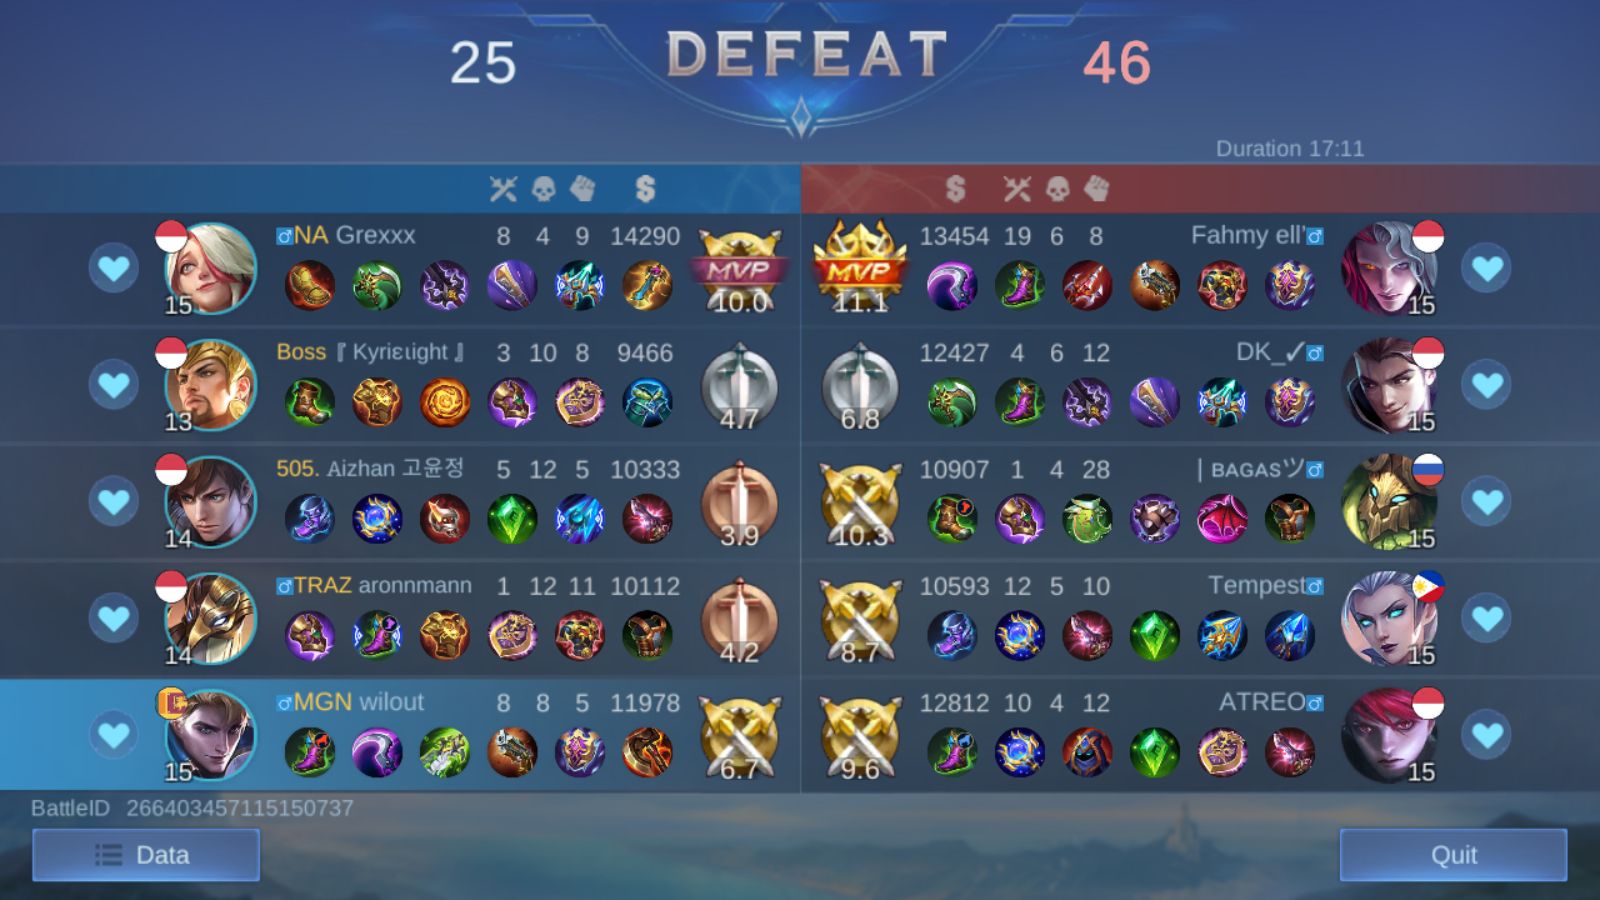 25 DEFEAT 46
Duration 17:11
NA Grexxx 8 4 9 14290 MVP 10.0
15
MVP 11.1 13454 19 6 8 Fahmy ell'
15
Boss『 Kyrιειιght 』 3 10 8 9466 4.7
13
6.8 12427 4 6 12 DK_✓
15
505. Aizhan 고윤정 5 12 5 10333 3.9
14
10.3 10907 1 4 28 | BAGASツ
15
TRAZ aronnmann 1 12 11 10112 4.2
14
8.7 10593 12 5 10 Tempest
15
MGN wilout 8 8 5 11978 6.7
15
9.6 12812 10 4 12 ATREO
15
BattleID 266403457115150737
Data
Quit